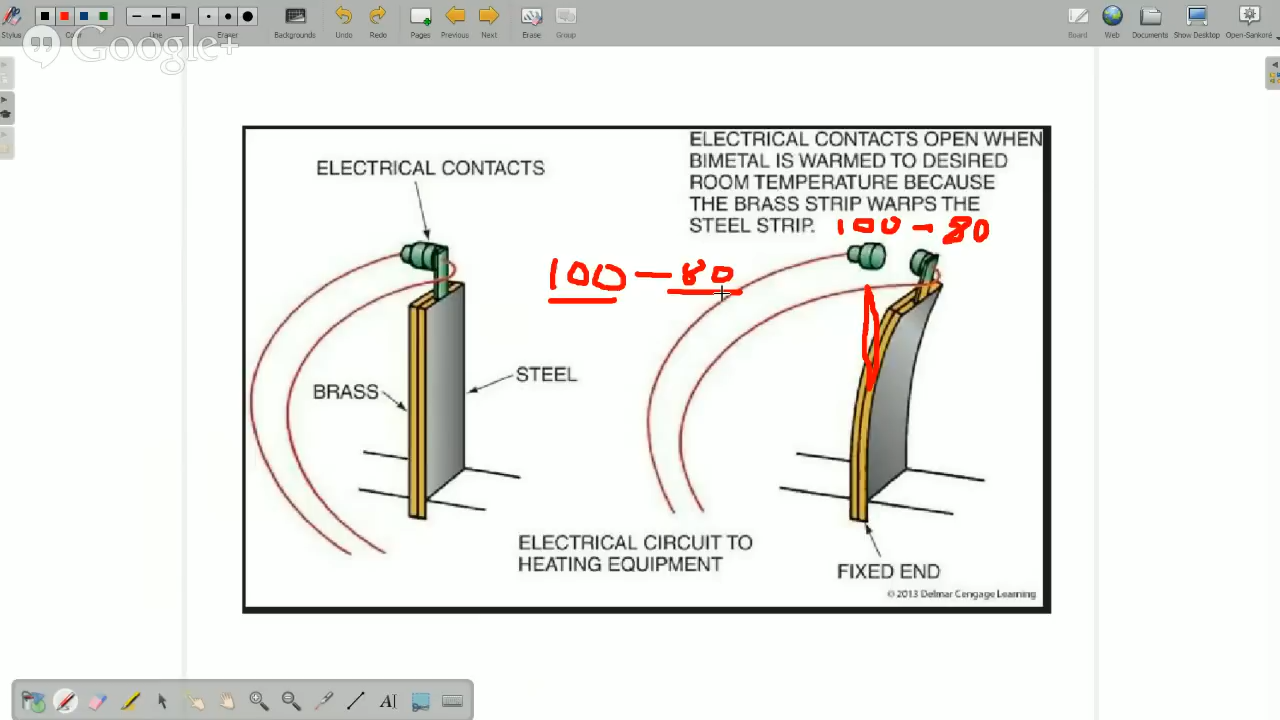 Stylus
Color
Line
Eraser
Backgrounds
Undo
Redo
Pages
Previous
Next
Erase
Group
Board
Web
Documents
Show Desktop
Open-Sankoré
Google+
ELECTRICAL CONTACTS
ELECTRICAL CONTACTS OPEN WHEN
BIMETAL IS WARMED TO DESIRED
ROOM TEMPERATURE BECAUSE
THE BRASS STRIP WARPS THE
STEEL STRIP.
100 - 80
100 - 80
BRASS
STEEL
ELECTRICAL CIRCUIT TO
HEATING EQUIPMENT
FIXED END
© 2013 Delmar Cengage Learning
AI